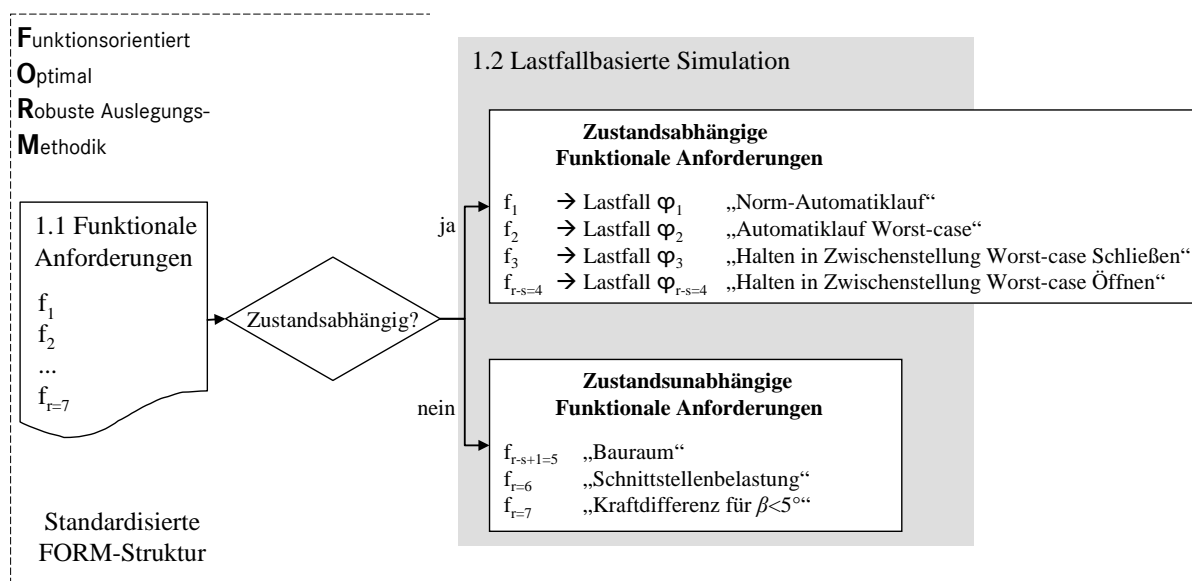 Funktionsorientiert
Optimal
Robuste Auslegungs-
Methodik
1.1 Funktionale
Anforderungen
f1
f2
...
fr=7
Zustandsabhängig?
ja
nein
1.2 Lastfallbasierte Simulation
Zustandsabhängige
Funktionale Anforderungen
f1 → Lastfall φ1 „Norm-Automatiklauf“
f2 → Lastfall φ2 „Automatiklauf Worst-case“
f3 → Lastfall φ3 „Halten in Zwischenstellung Worst-case Schließen“
fr-s=4 → Lastfall φr-s=4 „Halten in Zwischenstellung Worst-case Öffnen“
Zustandsunabhängige
Funktionale Anforderungen
fr-s+1=5 „Bauraum“
fr=6 „Schnittstellenbelastung“
fr=7 „Kraftdifferenz für β<5°“
Standardisierte
FORM-Struktur